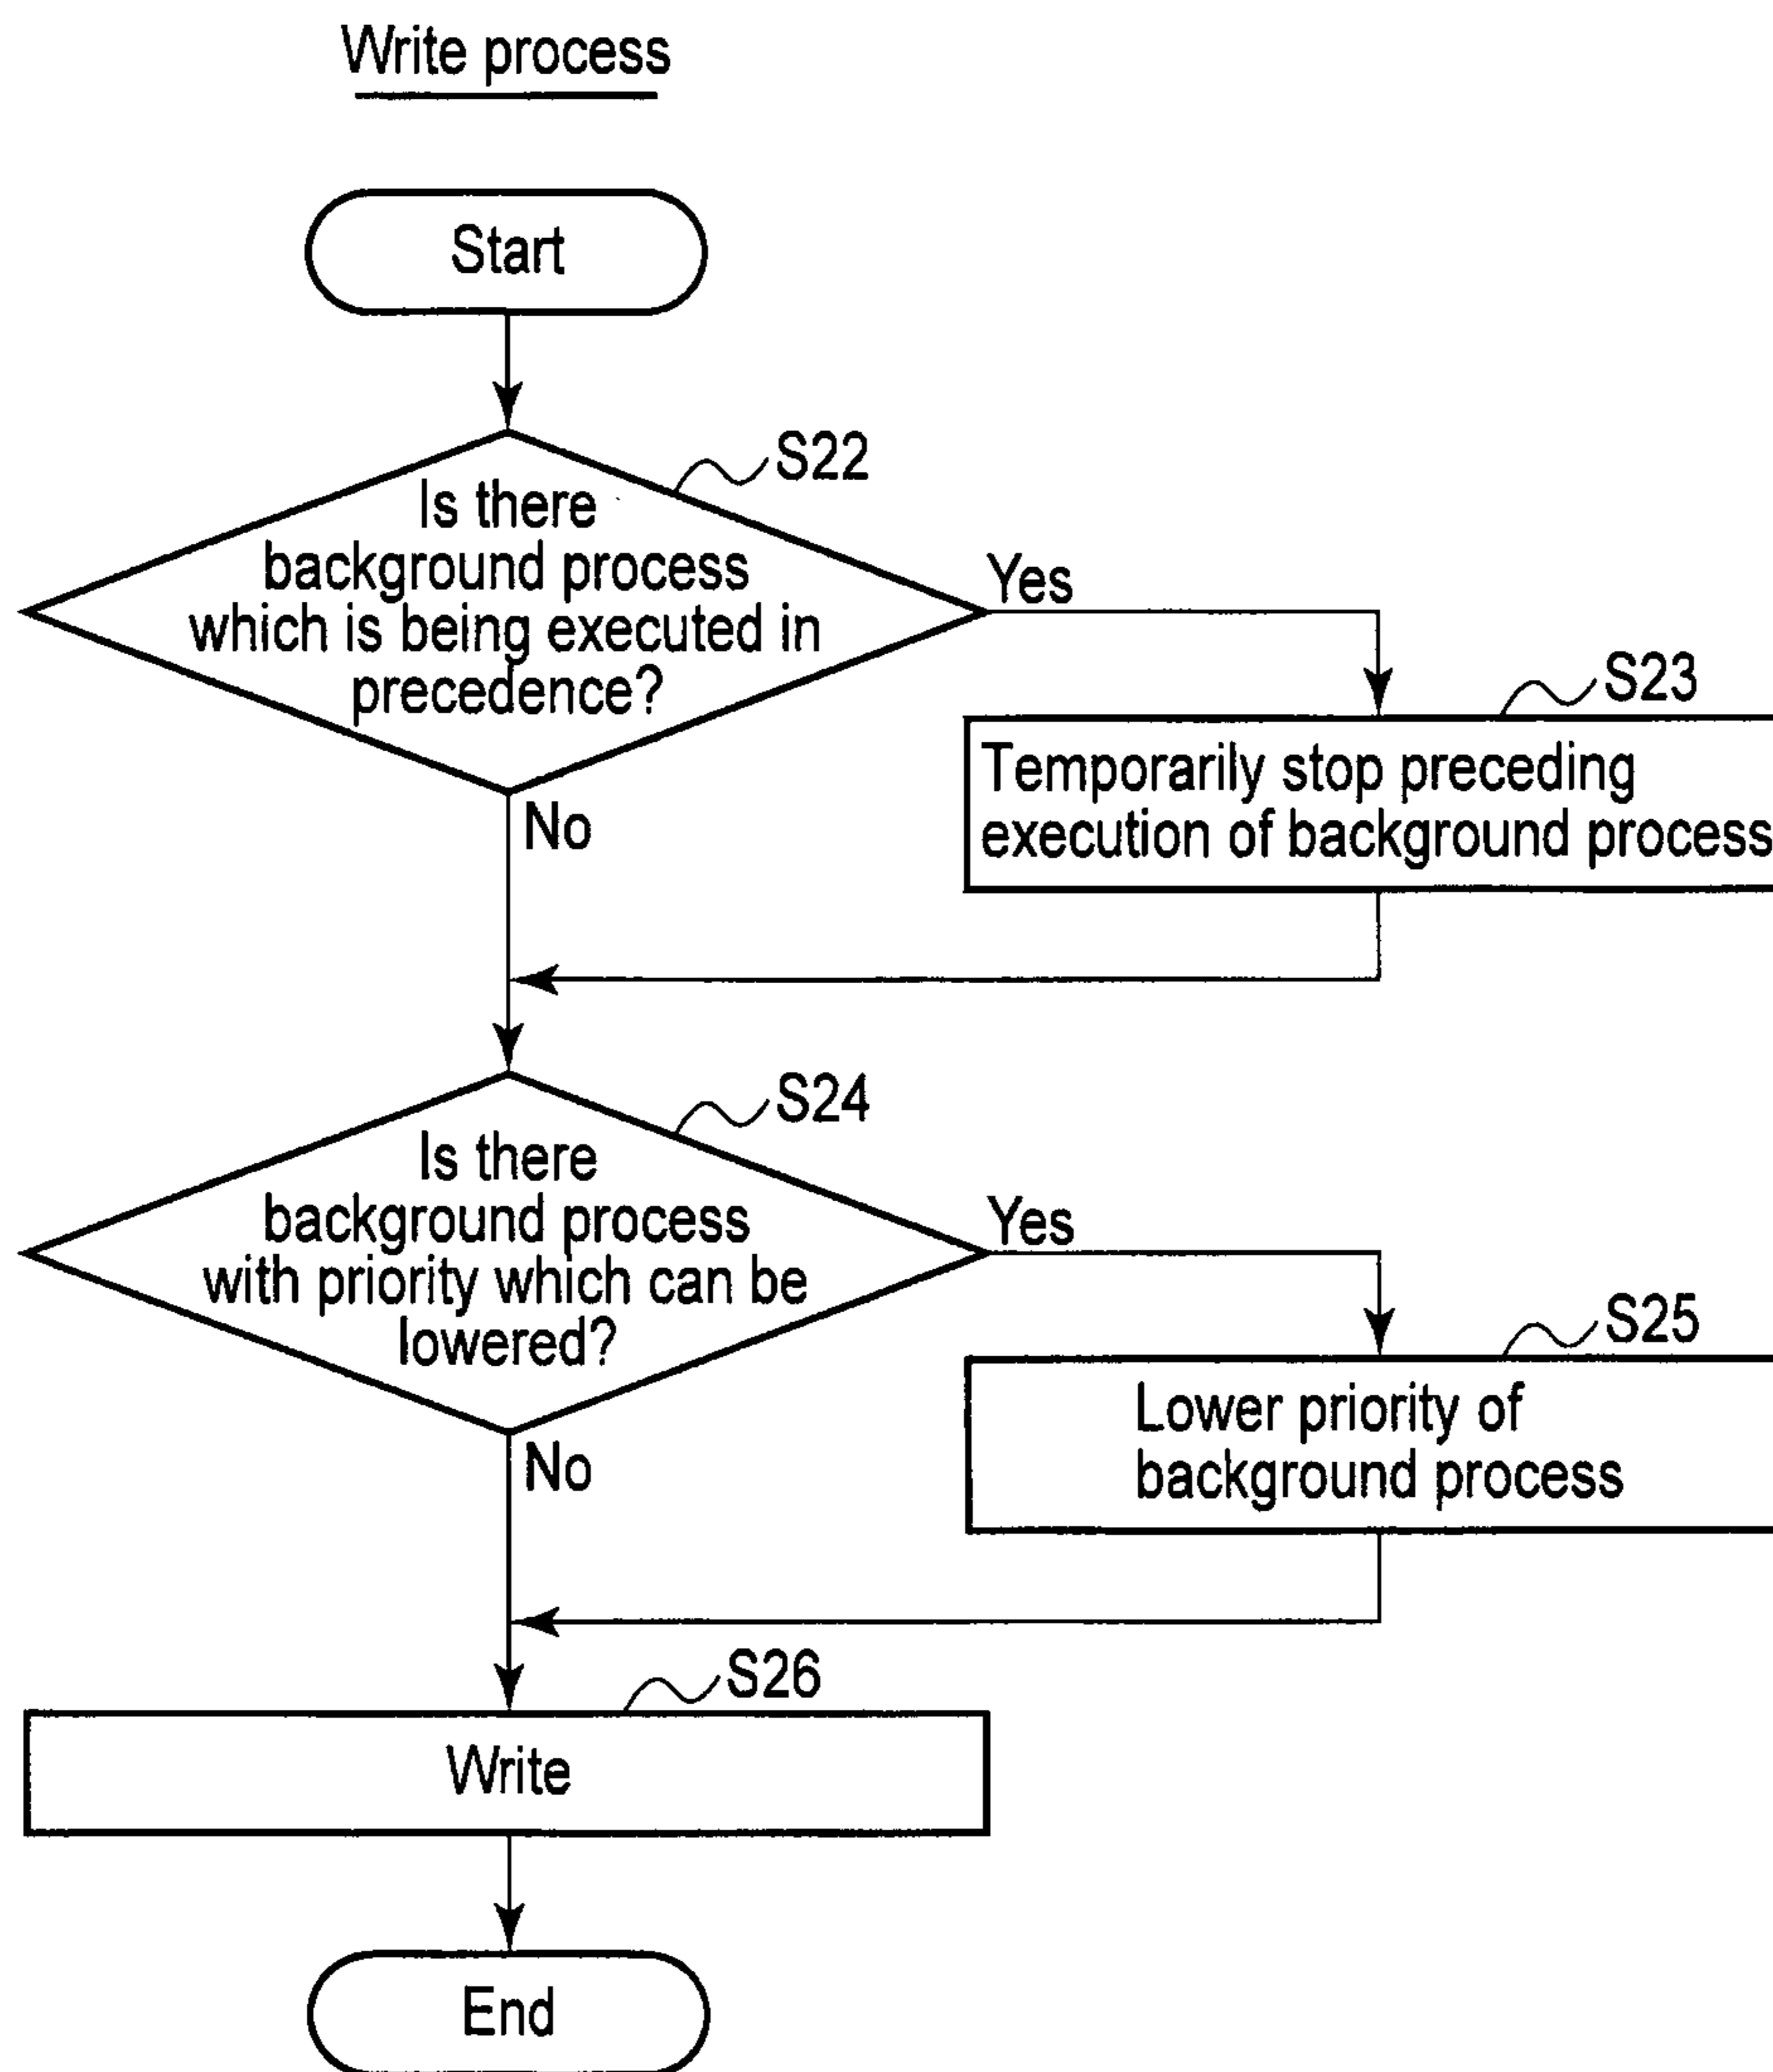 Write process
Start
S22
Is there
background process
which is being executed in
precedence?
Yes
No
S23
Temporarily stop preceding
execution of background process
S24
Is there
background process
with priority which can be
lowered?
Yes
No
S25
Lower priority of
background process
S26
Write
End